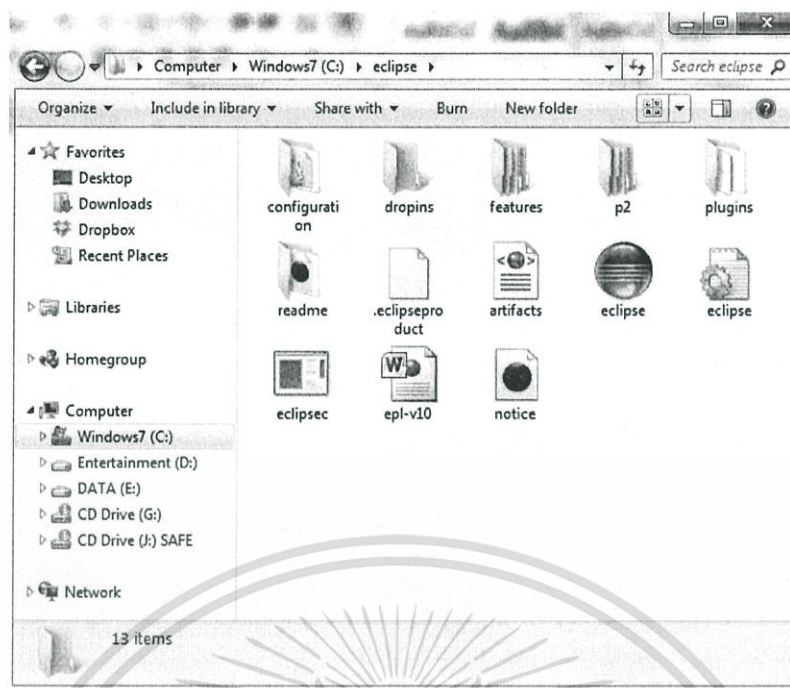 Computer Windows7 (C:) eclipse
Search eclipse
Organize Include in library Share with Burn New folder
Favorites
Desktop
Downloads
Dropbox
Recent Places
Libraries
Homegroup
Computer
Windows7 (C:)
Entertainment (D:)
DATA (E:)
CD Drive (G:)
CD Drive (J:) SAFE
Network
configurati
on
dropins
features
p2
plugins
readme
.eclipsepro
duct
artifacts
eclipse
eclipse
eclipsec
epl-v10
notice
13 items